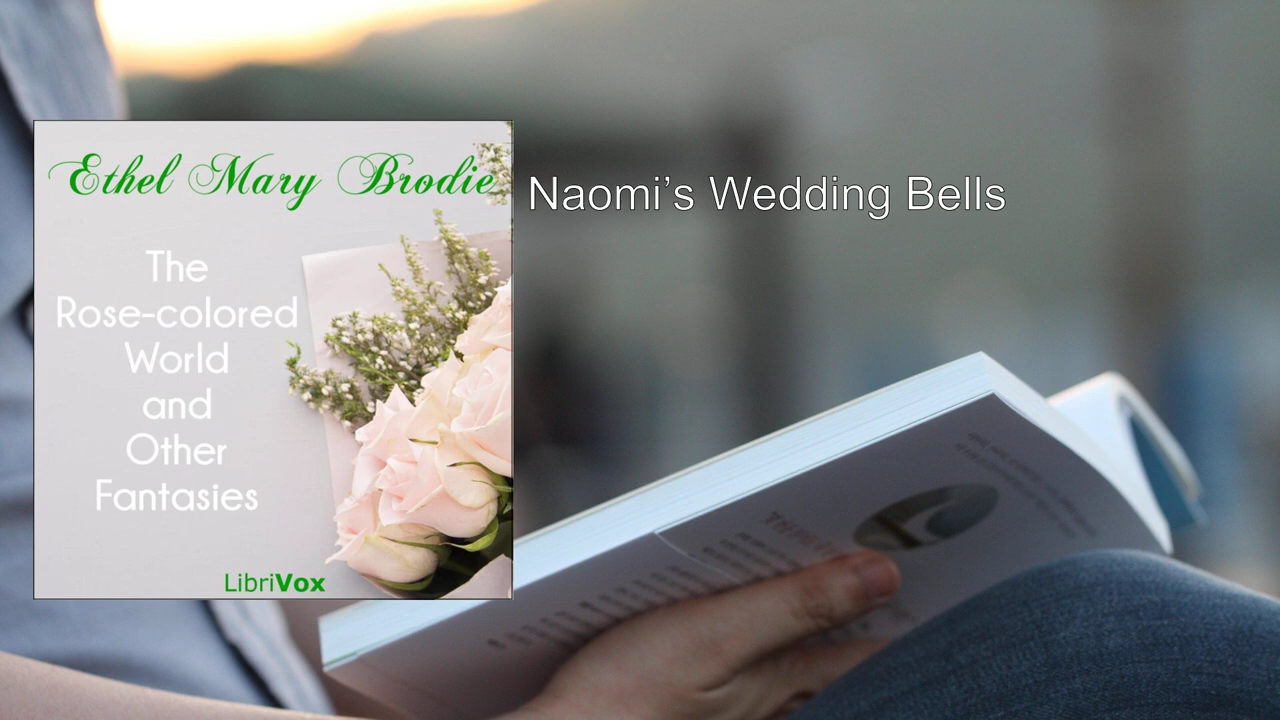 Ethel Mary Brodie
The
Rose-colored
World
and
Other
Fantasies
LibriVox
Naomi’s Wedding Bells